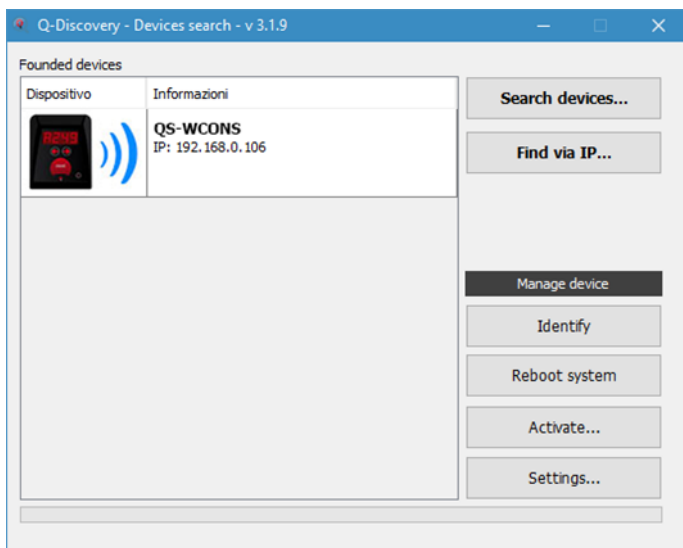 Q-Discovery - Devices search - v 3.1.9
Founded devices
Dispositivo
Informazioni
A249
QS-WCONS
IP: 192.168.0.106
Search devices...
Find via IP...
Manage device
Identify
Reboot system
Activate...
Settings...